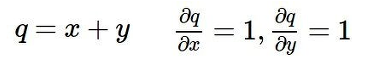 q = x + y   ∂q/∂x = 1, ∂q/∂y = 1